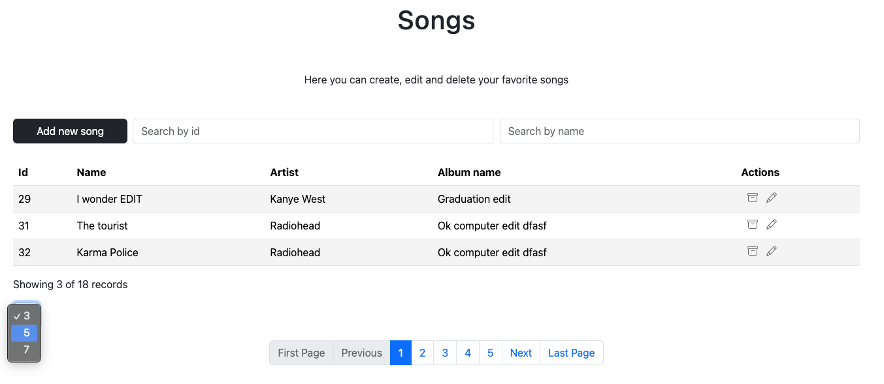 Songs
Here you can create, edit and delete your favorite songs
Add new song Search by id Search by name
Id Name Artist Album name Actions
29 I wonder EDIT Kanye West Graduation edit
31 The tourist Radiohead Ok computer edit dfasf
32 Karma Police Radiohead Ok computer edit dfasf
Showing 3 of 18 records
✓ 3
5
7
First Page Previous 1 2 3 4 5 Next Last Page